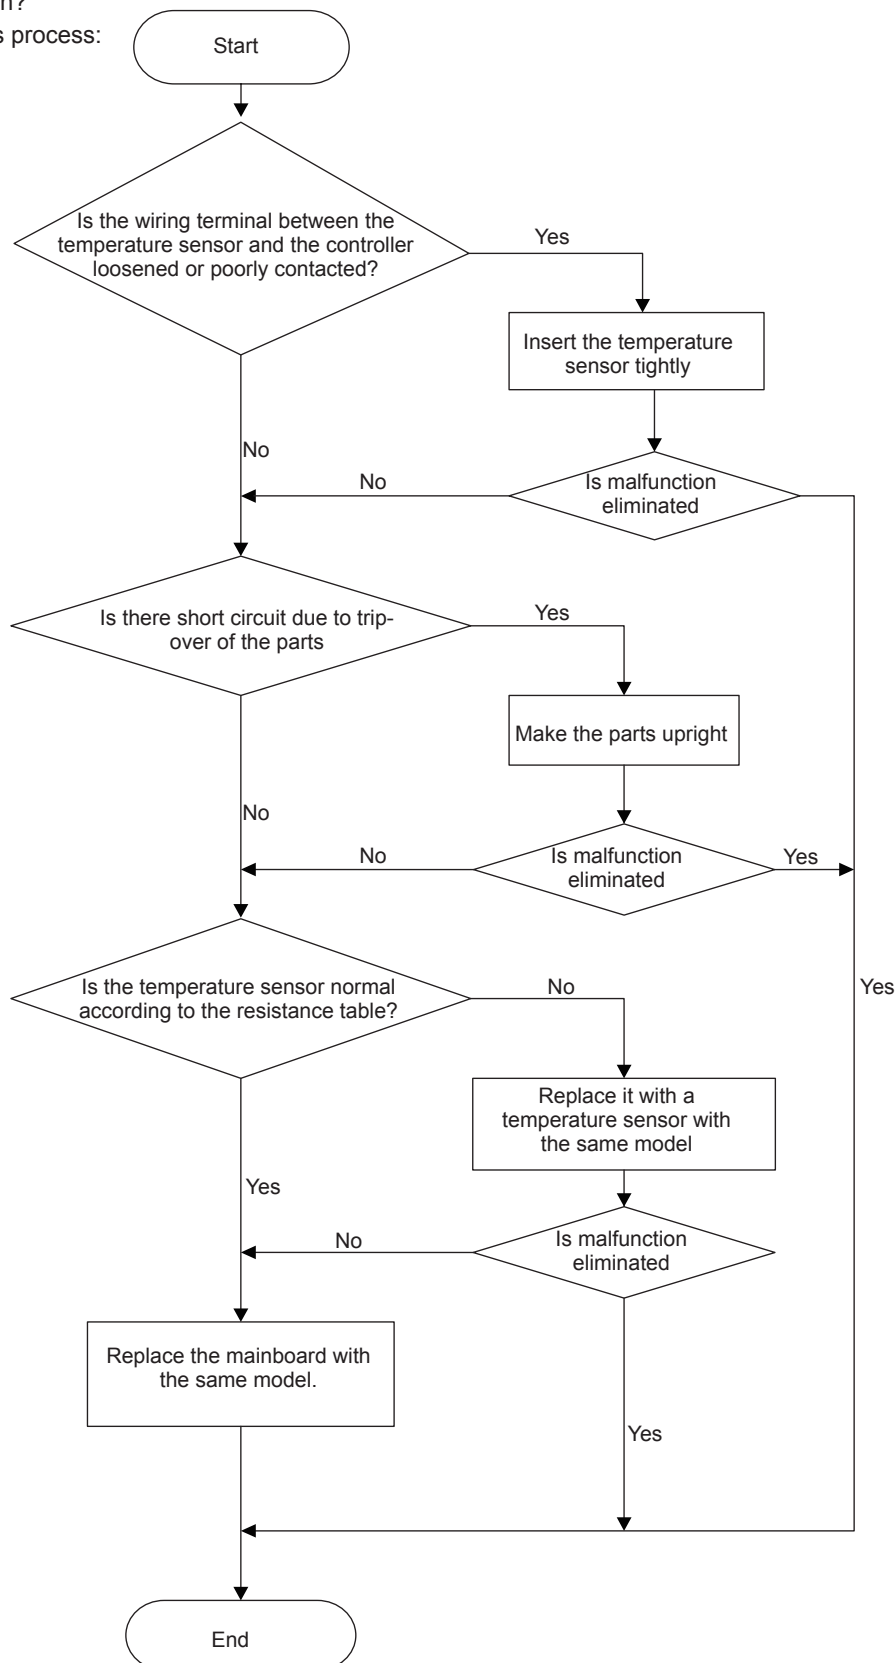 s process:
Start
Is the wiring terminal between the
temperature sensor and the controller
loosened or poorly contacted?
Yes
Insert the temperature
sensor tightly
No
No
Is malfunction
eliminated
Is there short circuit due to trip-
over of the parts
Yes
Make the parts upright
No
No
Is malfunction
eliminated
Yes
Is the temperature sensor normal
according to the resistance table?
No
Yes
Replace it with a
temperature sensor with
the same model
Yes
No
Is malfunction
eliminated
Replace the mainboard with
the same model.
Yes
End